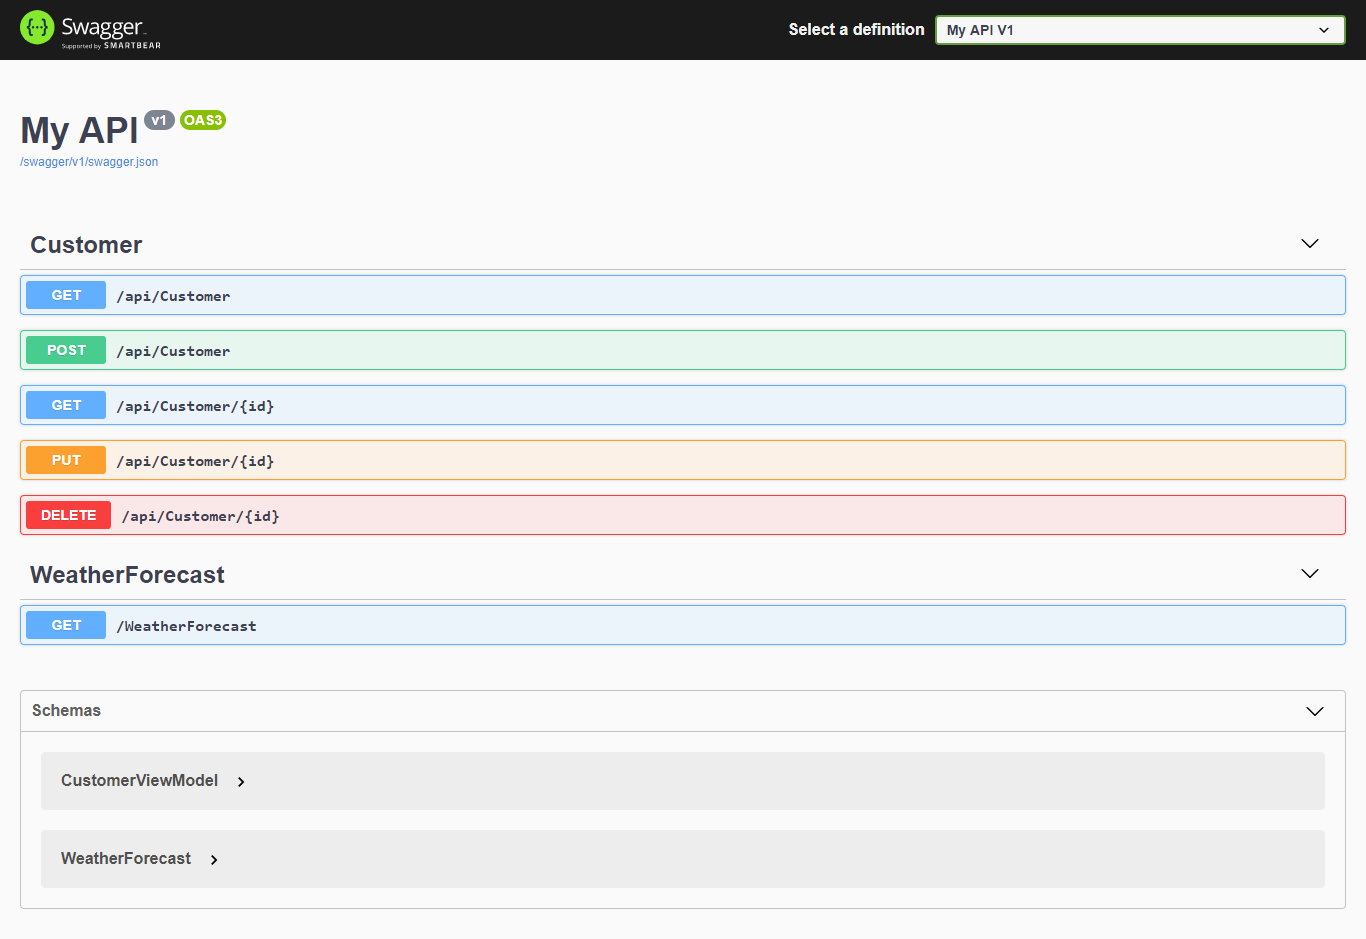 Swagger
Supported by SMARTBEAR
Select a definition
My API V1
My API v1 OAS3
/swagger/v1/swagger.json
Customer
GET /api/Customer
POST /api/Customer
GET /api/Customer/{id}
PUT /api/Customer/{id}
DELETE /api/Customer/{id}
WeatherForecast
GET /WeatherForecast
Schemas
CustomerViewModel
WeatherForecast